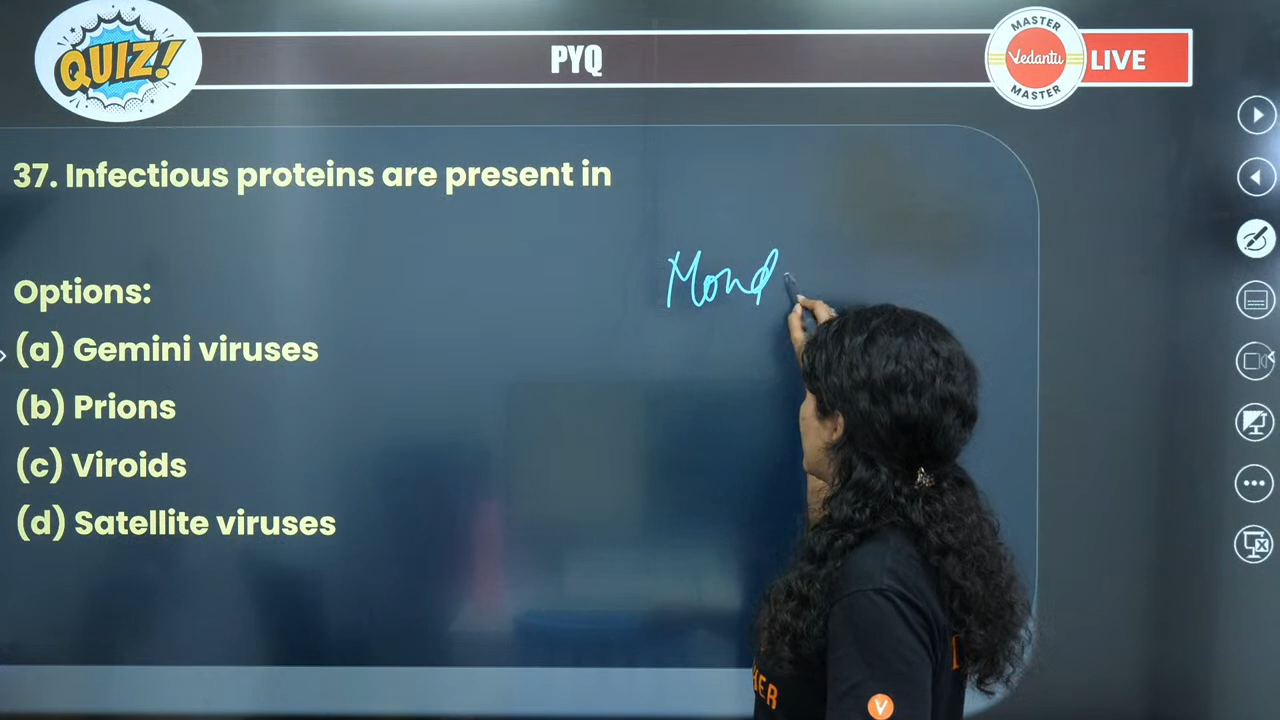 QUIZ!
PYQ
MASTER
Vedantu
MASTER
LIVE
37. Infectious proteins are present in
Mond
Options:
(a) Gemini viruses
(b) Prions
(c) Viroids
(d) Satellite viruses
V